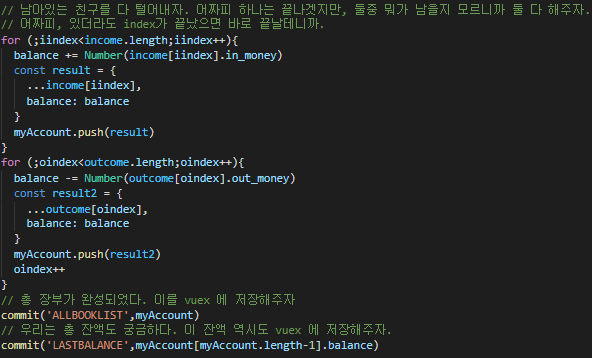 // 남아있는 친구를 다 털어내자. 어짜피 하나는 끝나겟지만, 둘중 뭐가 남을지 모르니까 둘 다 해주자.
// 어짜피, 있더라도 index가 끝났으면 바로 끝날테니까.
for (;iindex<income.length;iindex++){
  balance += Number(income[iindex].in_money)
  const result = {
    ...income[iindex],
    balance: balance
  }
  myAccount.push(result)
}
for (;oindex<outcome.length;oindex++){
  balance -= Number(outcome[oindex].out_money)
  const result2 = {
    ...outcome[oindex],
    balance: balance
  }
  myAccount.push(result2)
  oindex++
}
// 총 장부가 완성되었다. 이를 vuex 에 저장해주자
commit('ALLBOOKLIST',myAccount)
// 우리는 총 잔액도 궁금하다. 이 잔액 역시도 vuex 에 저장해주자.
commit('LASTBALANCE',myAccount[myAccount.length-1].balance)